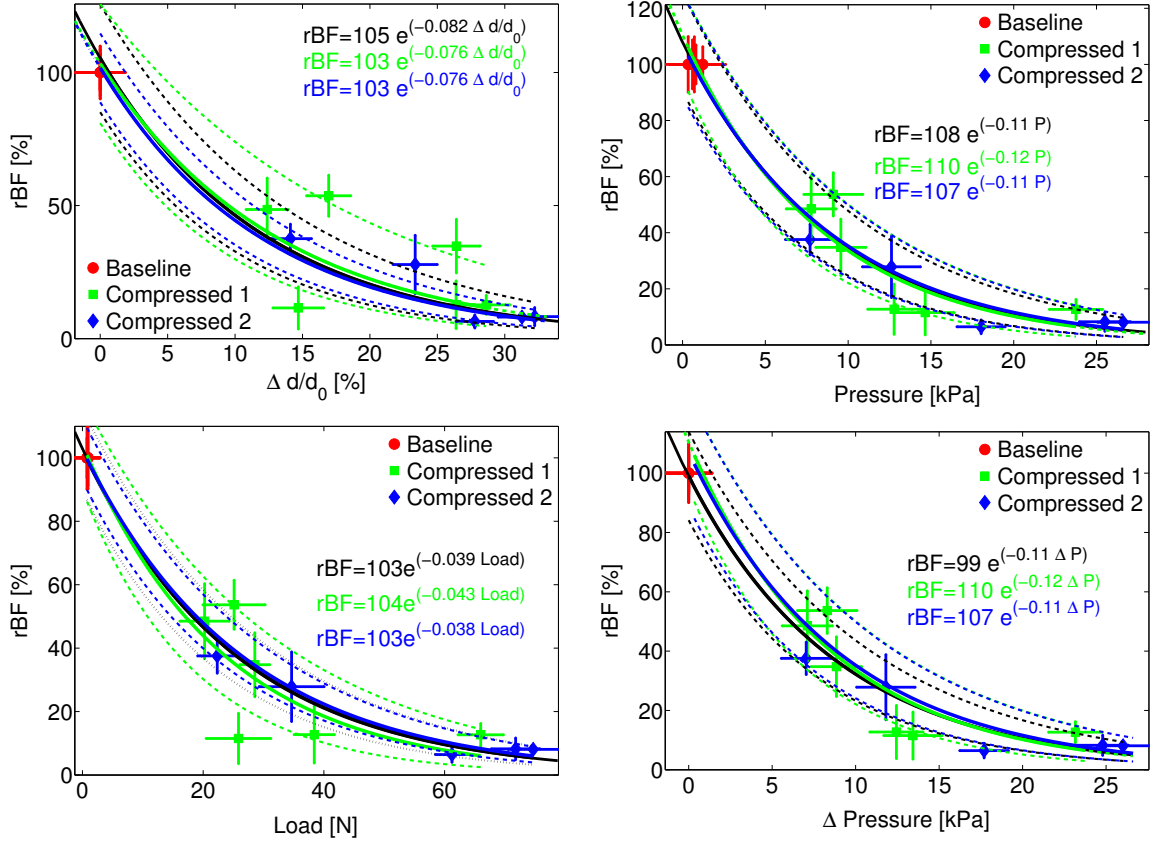 rBF=105 e^(−0.082 Δ d/d_0)
rBF=103 e^(−0.076 Δ d/d_0)
rBF=103 e^(−0.076 Δ d/d_0)
100
50
0
rBF [%]
Baseline
Compressed 1
Compressed 2
0 5 10 15 20 25 30
Δ d/d_0 [%]
120
100
80
60
40
20
0
rBF [%]
Baseline
Compressed 1
Compressed 2
rBF=108 e^(−0.11 P)
rBF=110 e^(−0.12 P)
rBF=107 e^(−0.11 P)
0 5 10 15 20 25
Pressure [kPa]
100
80
60
40
20
0
rBF [%]
Baseline
Compressed 1
Compressed 2
rBF=103e^(−0.039 Load)
rBF=104e^(−0.043 Load)
rBF=103e^(−0.038 Load)
0 20 40 60
Load [N]
100
80
60
40
20
0
rBF [%]
Baseline
Compressed 1
Compressed 2
rBF=99 e^(−0.11 Δ P)
rBF=110 e^(−0.12 Δ P)
rBF=107 e^(−0.11 Δ P)
0 5 10 15 20 25
Δ Pressure [kPa]